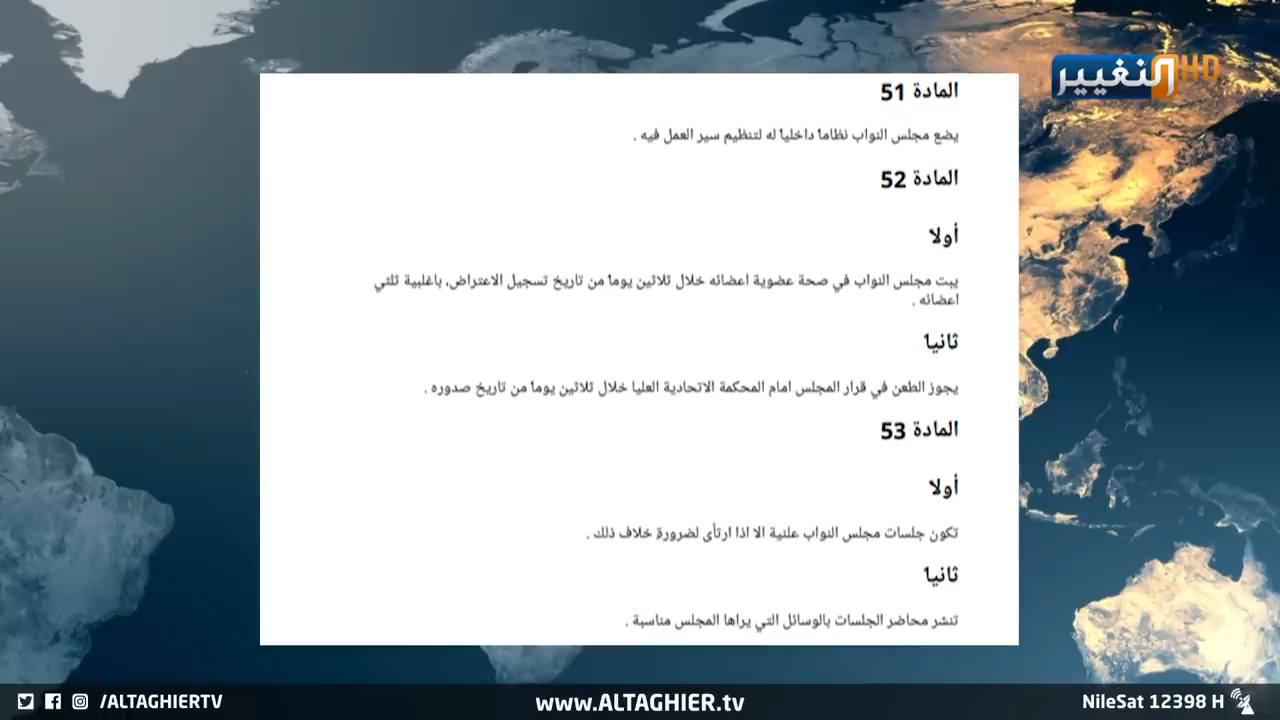 التغيير HD
المادة 51
يضع مجلس النواب نظاماً داخلياً له لتنظيم سير العمل فيه .
المادة 52
أولا
يبت مجلس النواب في صحة عضوية اعضائه خلال ثلاثين يوماً من تاريخ تسجيل الاعتراض، باغلبية ثلثي
اعضائه .
ثانياً
يجوز الطعن في قرار المجلس امام المحكمة الاتحادية العليا خلال ثلاثين يوماً من تاريخ صدوره .
المادة 53
أولا
تكون جلسات مجلس النواب علنية الا اذا ارتأى لضرورةٍ خلاف ذلك .
ثانياً
تنشر محاضر الجلسات بالوسائل التي يراها المجلس مناسبة .
/ALTAGHIERTV
www.ALTAGHIER.tv
NileSat 12398 H